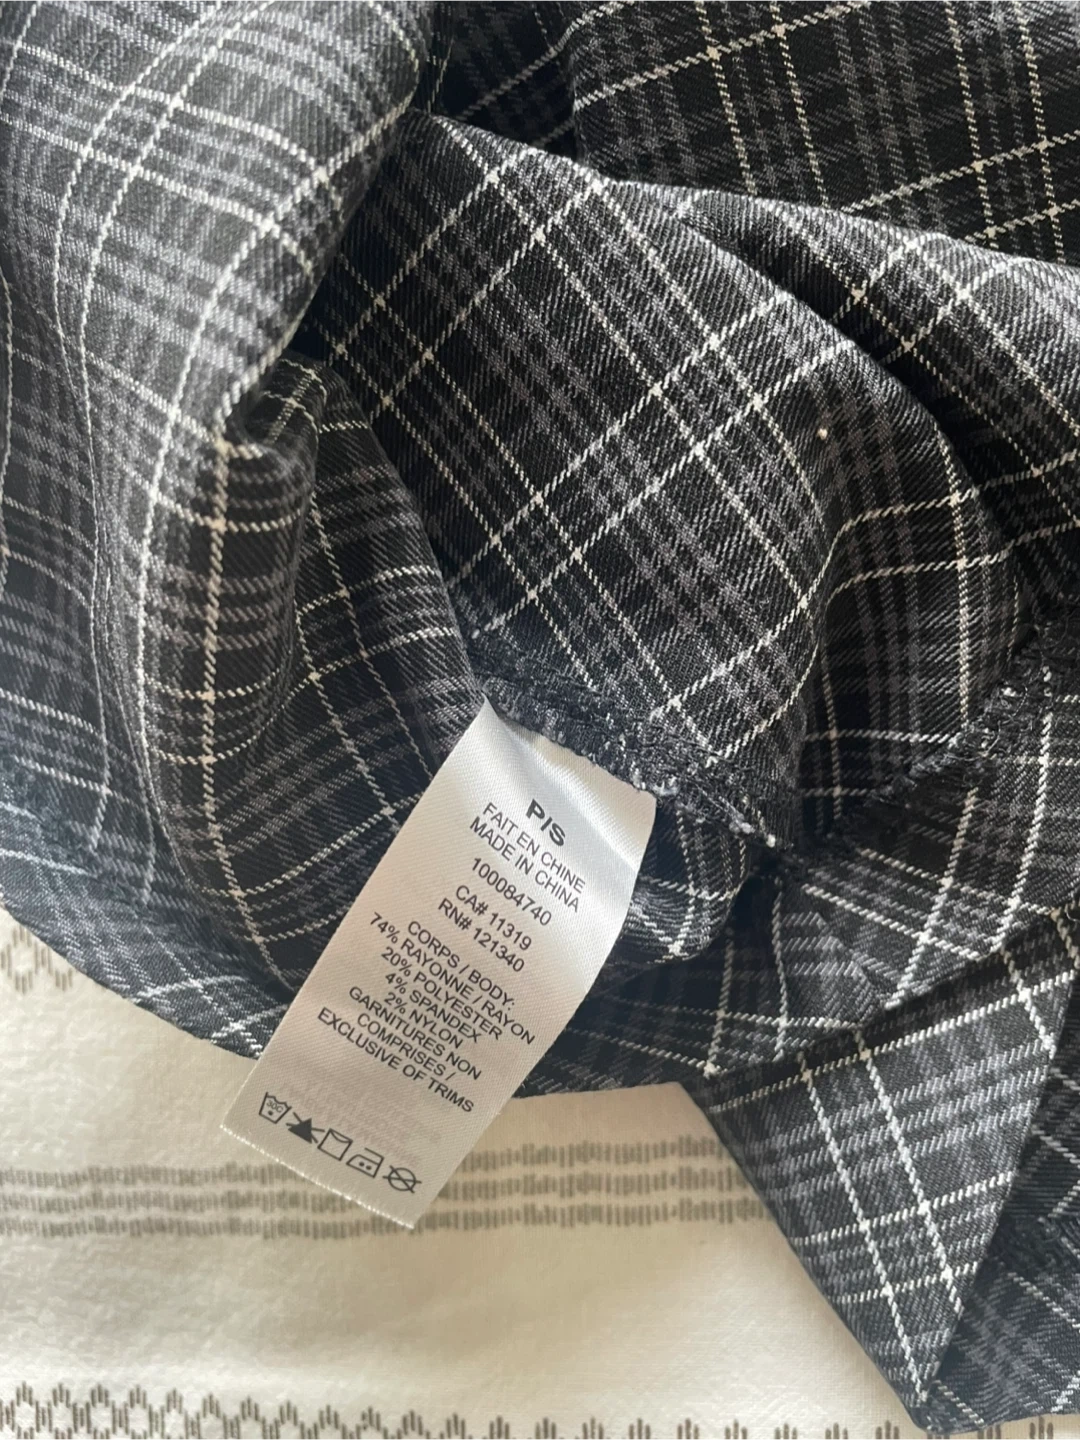 P/S
FAIT EN CHINE
MADE IN CHINA
100084740
CA# 11319
RN# 121340
CORPS / BODY:
74% RAYONNE / RAYON
20% POLYESTER
4% SPANDEX
2% NYLON
GARNITURES NON
COMPRISES /
EXCLUSIVE OF TRIMS
30C